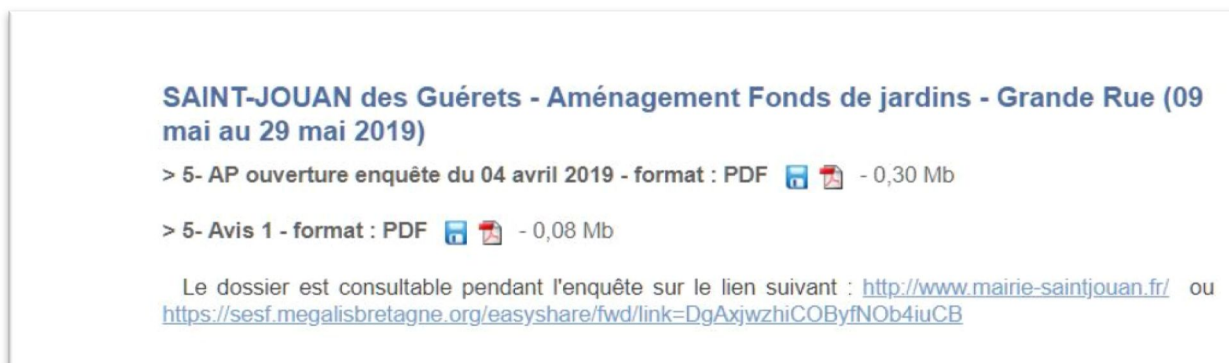 SAINT-JOUAN des Guérets - Aménagement Fonds de jardins - Grande Rue (09
mai au 29 mai 2019)
> 5- AP ouverture enquête du 04 avril 2019 - format : PDF - 0,30 Mb
> 5- Avis 1 - format : PDF - 0,08 Mb
Le dossier est consultable pendant l'enquête sur le lien suivant : http://www.mairie-saintjouan.fr/ ou
https://sesf.megalisbretagne.org/easyshare/fwd/link=DgAxjwzhiCOByfNOb4iuCB